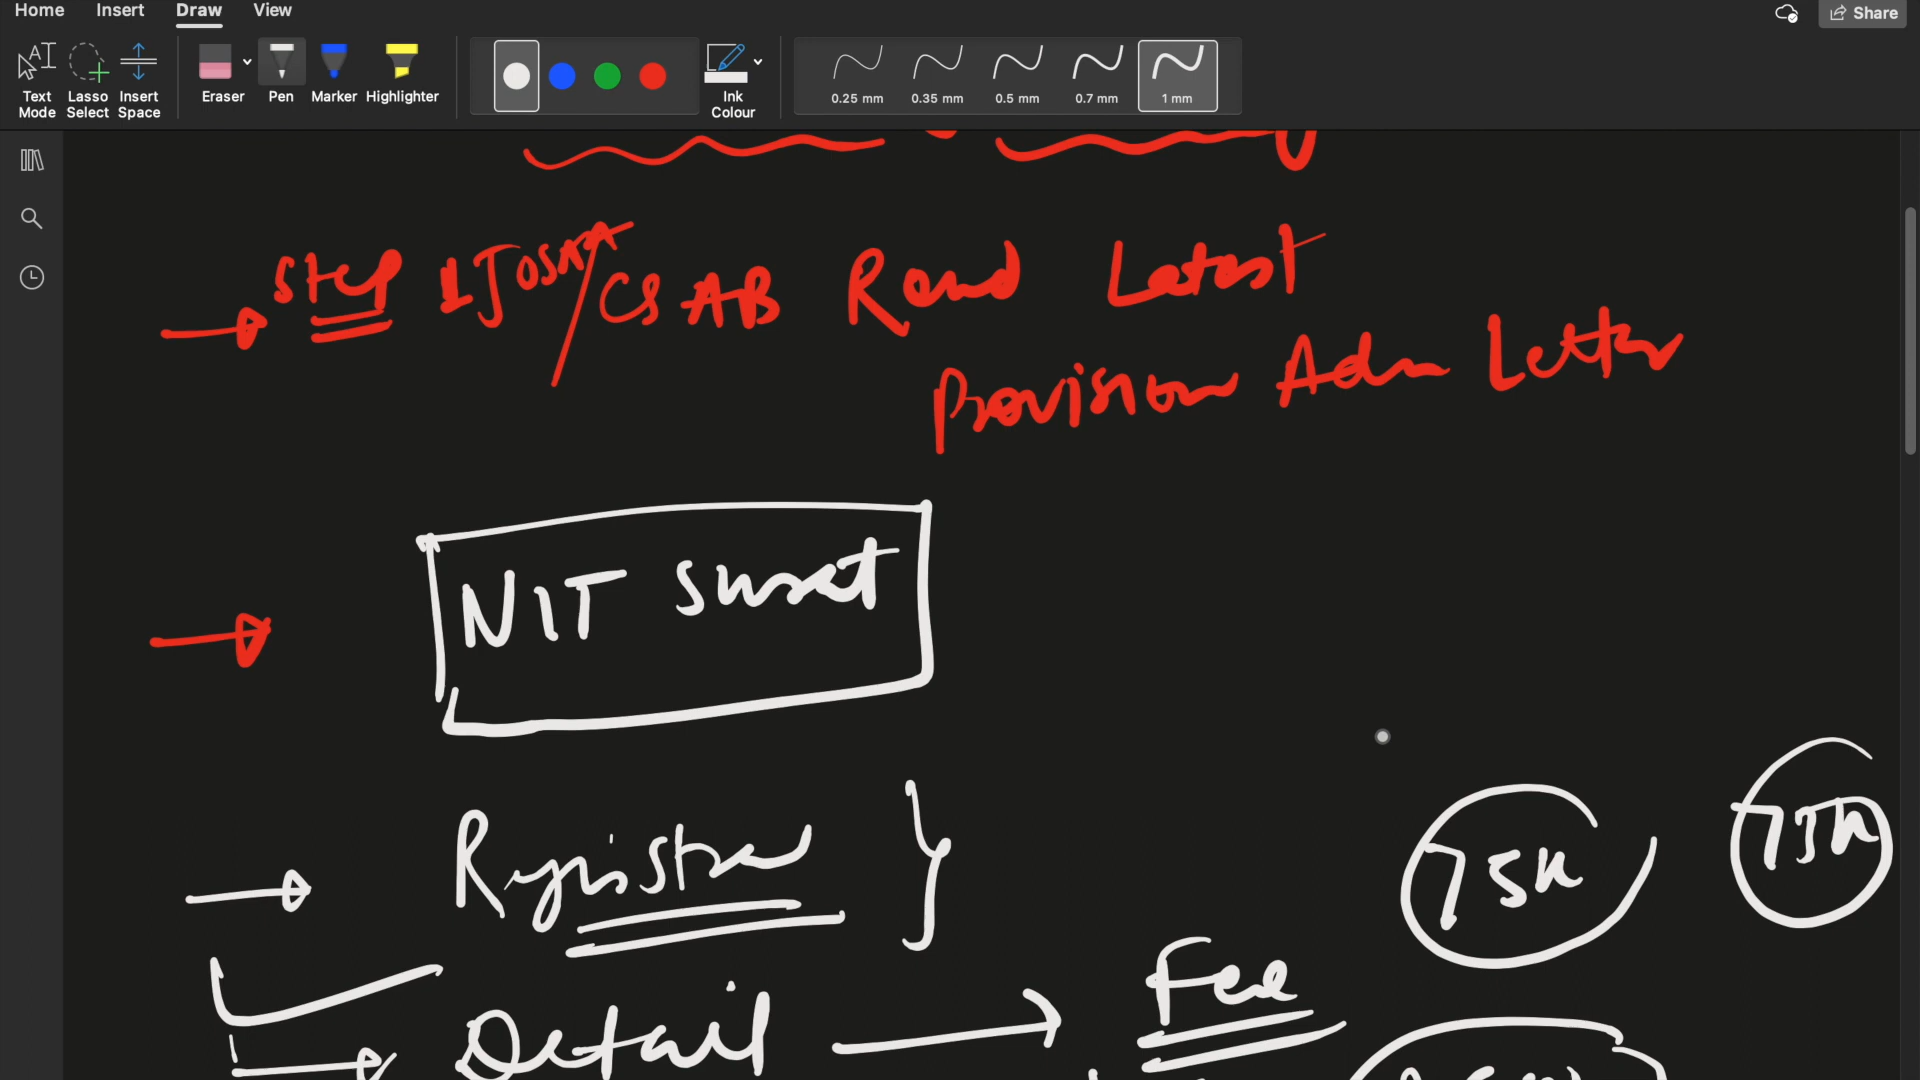 Home Insert Draw View Share
Text Mode Lasso Select Insert Space Eraser Pen Marker Highlighter Ink Colour 0.25 mm 0.35 mm 0.5 mm 0.7 mm 1 mm
Step 1 JOSAA/CSAB Round Latest
Provision Adm Letter
NIT Surat
75K 75K
Fee
Detail